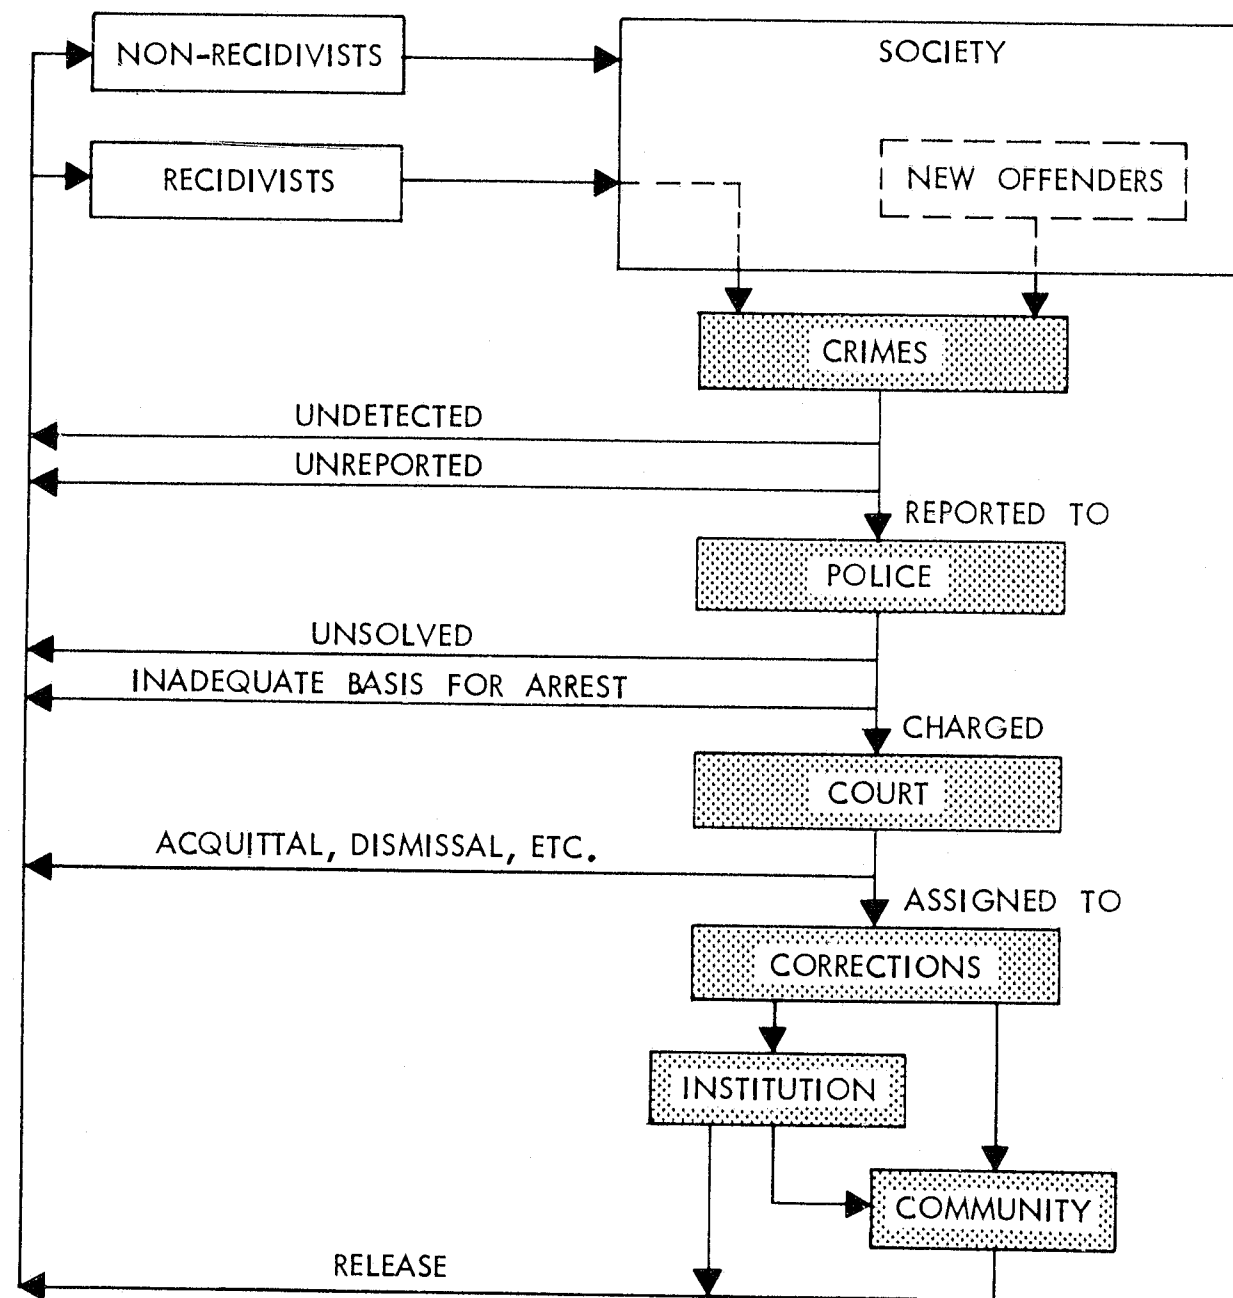 NON-RECIDIVISTS
SOCIETY
RECIDIVISTS
NEW OFFENDERS
CRIMES
UNDETECTED
UNREPORTED
REPORTED TO
POLICE
UNSOLVED
INADEQUATE BASIS FOR ARREST
CHARGED
COURT
ACQUITTAL, DISMISSAL, ETC.
ASSIGNED TO
CORRECTIONS
INSTITUTION
COMMUNITY
RELEASE